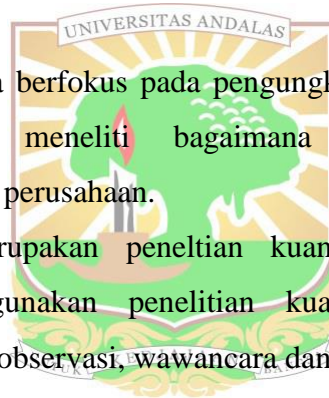 UNIVERSITAS ANDALAS
berfokus pada pengungk
meneliti bagaimana
perusahaan.
rupakan peneltian kuan
gunakan penelitian kua
observasi, wawancara dan